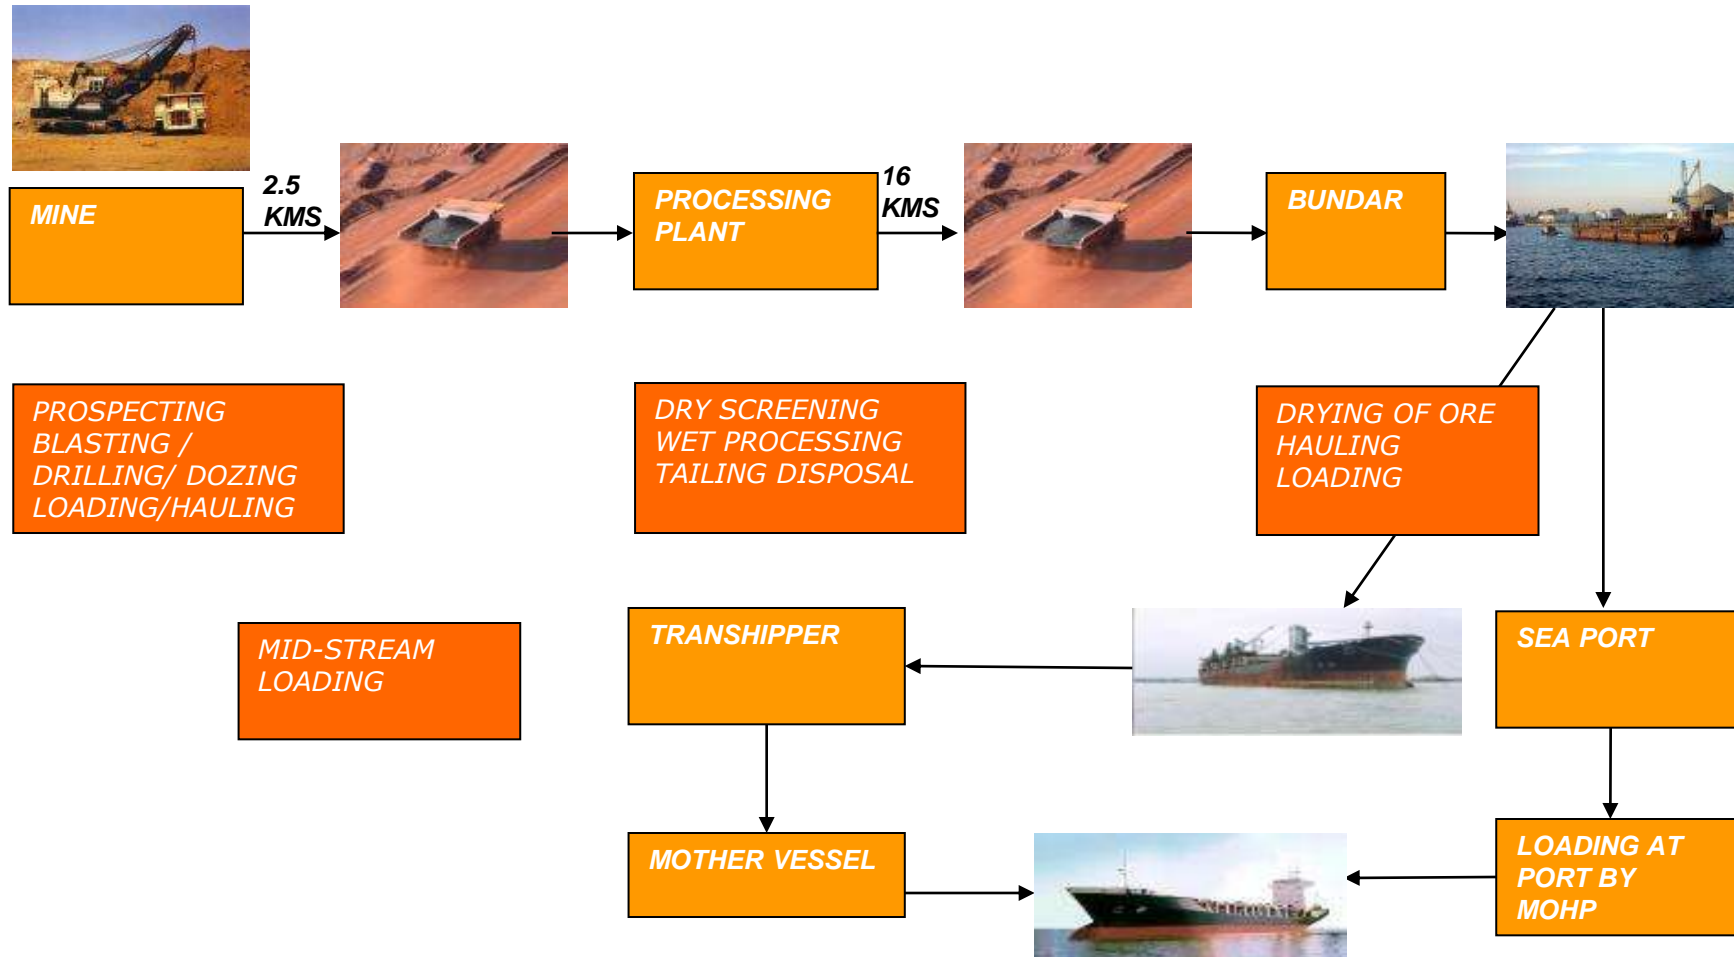 MINE
2.5
KMS
PROCESSING
PLANT
16
KMS
BUNDAR
PROSPECTING
BLASTING /
DRILLING/ DOZING
LOADING/HAULING
DRY SCREENING
WET PROCESSING
TAILING DISPOSAL
DRYING OF ORE
HAULING
LOADING
MID-STREAM
LOADING
TRANSHIPPER
SEA PORT
MOTHER VESSEL
LOADING AT
PORT BY
MOHP